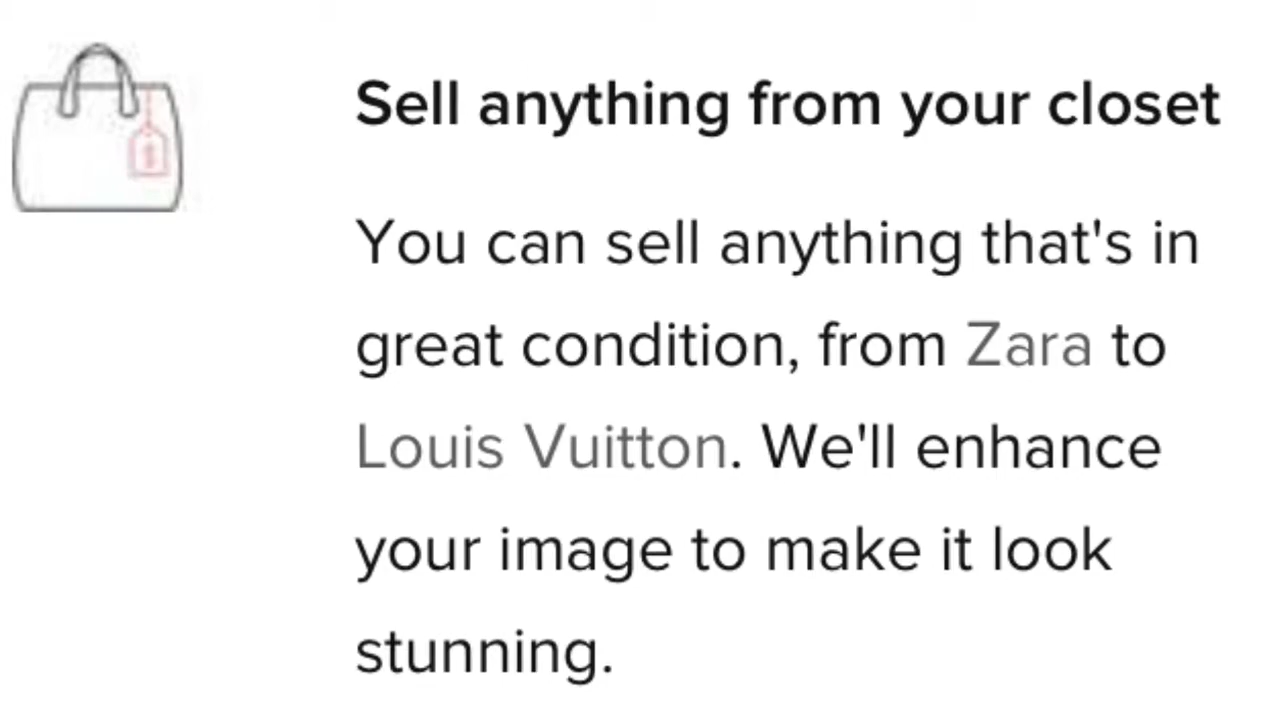 Sell anything from your closet
You can sell anything that's in
great condition, from Zara to
Louis Vuitton. We'll enhance
your image to make it look
stunning.